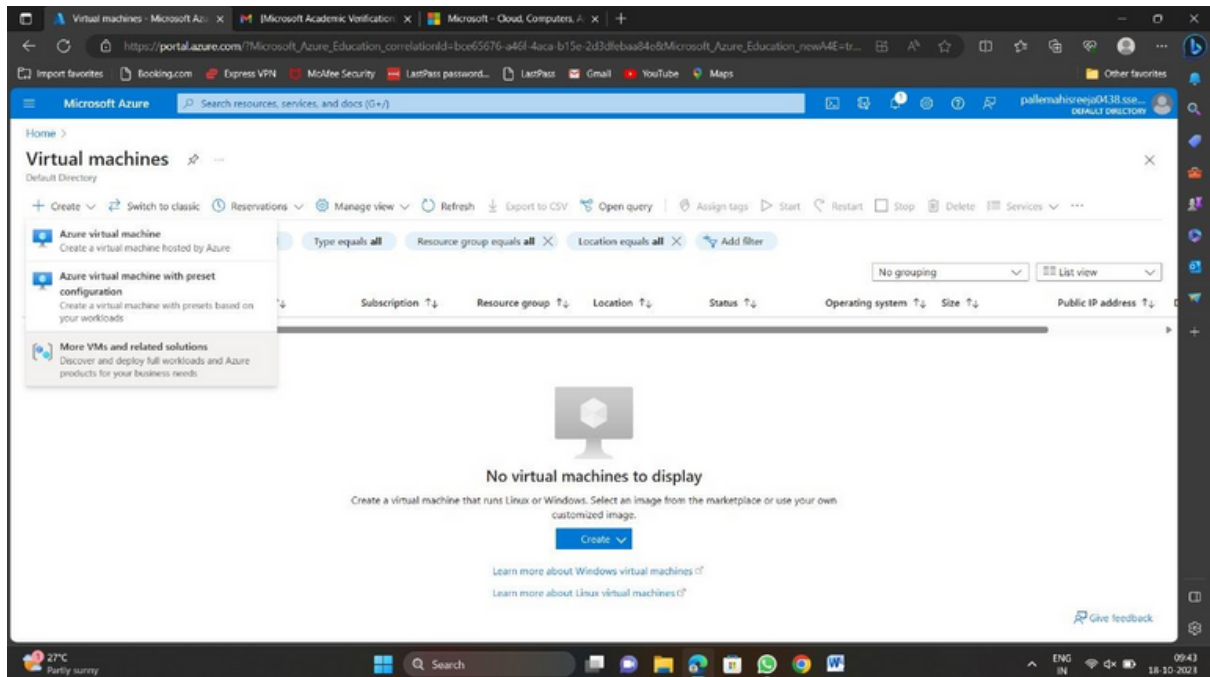 Virtual machines - Microsoft Az
[Microsoft Academic Verification]
Microsoft – Cloud, Computers, A
https://portal.azure.com/?Microsoft_Azure_Education_correlationId=bce65676-a46f-4aca-b15e-2d3dfebaa84e&Microsoft_Azure_Education_newA4E=tr...
Import favorites Booking.com Express VPN McAfee Security LastPass password... LastPass Gmail YouTube Maps Other favorites
Microsoft Azure Search resources, services, and docs (G+/) 1 pallemahisreeja0438.sse...
DEFAULT DIRECTORY
Home >
Virtual machines ...
Default Directory
+ Create Switch to classic Reservations Manage view Refresh Export to CSV Open query Assign tags Start Restart Stop Delete Services ...
Azure virtual machine
Create a virtual machine hosted by Azure
Type equals all Resource group equals all Location equals all Add filter
Azure virtual machine with preset
configuration
Create a virtual machine with presets based on
your workloads
No grouping List view
Subscription Resource group Location Status Operating system Size Public IP address
More VMs and related solutions
Discover and deploy full workloads and Azure
products for your business needs
No virtual machines to display
Create a virtual machine that runs Linux or Windows. Select an image from the marketplace or use your own
customized image.
Create
Learn more about Windows virtual machines
Learn more about Linux virtual machines
Give feedback
27°C
Partly sunny
Search
ENG
IN
09:43
18-10-2023